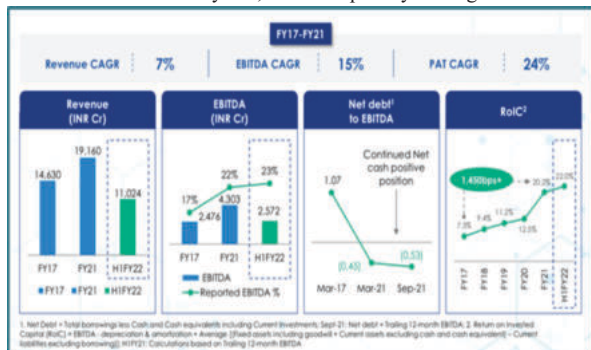 FY17-FY21
Revenue CAGR 7% EBITDA CAGR 15% PAT CAGR 24%
Revenue
(INR Cr)
14,630
19,160
11,024
FY17 FY21 H1FY22
FY17 FY21 H1FY22
EBITDA
(INR Cr)
17%
22%
23%
2,476
4,303
2,572
FY17 FY21 H1FY22
EBITDA
Reported EBITDA %
Net debt1
to EBITDA
Continued Net
cash positive
position
1.07
(0.45)
(0.53)
Mar-17 Mar-21 Sep-21
RoIC2
1,450bps+
7.3%
9.4%
11.2%
12.5%
20.2%
22.0%
FY17
FY18
FY19
FY20
FY21
H1FY22
1. Net Debt = Total borrowings less Cash and Cash equivalents including Current Investments; Sept-21: Net debt ÷ Trailing 12-month EBITDA; 2. Return on Invested
Capital (RoIC) = EBITDA - depreciation & amortisation ÷ Average [(Fixed assets including goodwill + Current assets excluding cash and cash equivalent) – Current
liabilities excluding borrowing)]; H1FY21: Calculations based on Trailing 12-month EBITDA